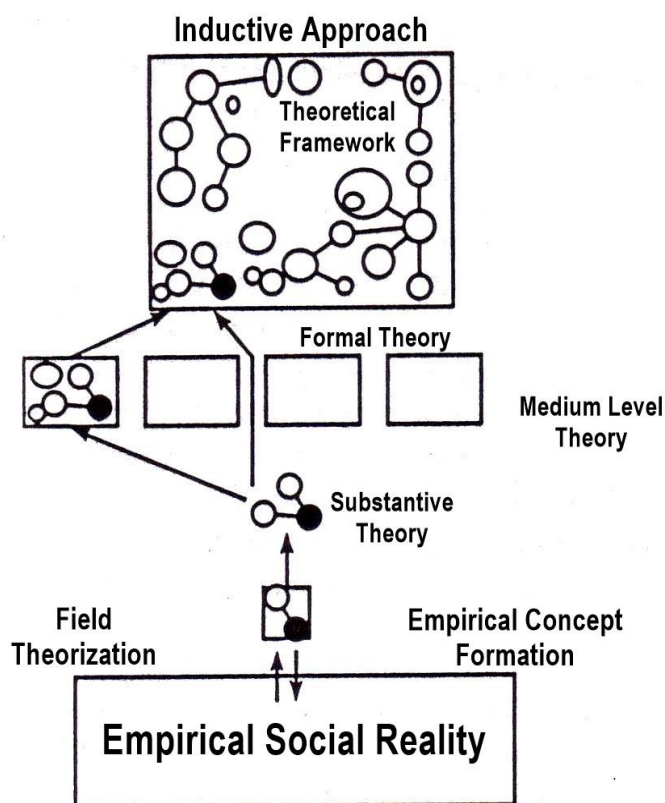 Inductive Approach
Theoretical
Framework
Formal Theory
Medium Level
Theory
Substantive
Theory
Field
Theorization
Empirical Concept
Formation
Empirical Social Reality